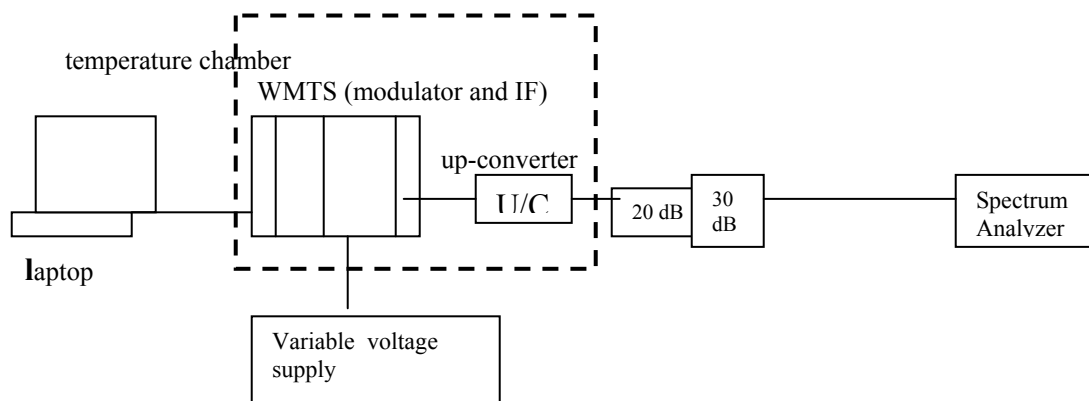 temperature chamber
WMTS (modulator and IF)
up-converter
U/C
20 dB
30
dB
Spectrum
Analyzer
laptop
Variable voltage
supply